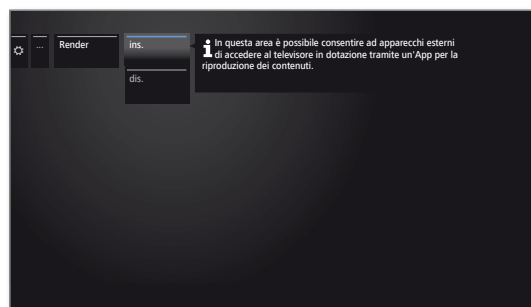 ... Render ins. In questa area è possibile consentire ad apparecchi esterni
di accedere al televisore in dotazione tramite un'App per la
riproduzione dei contenuti.
dis.